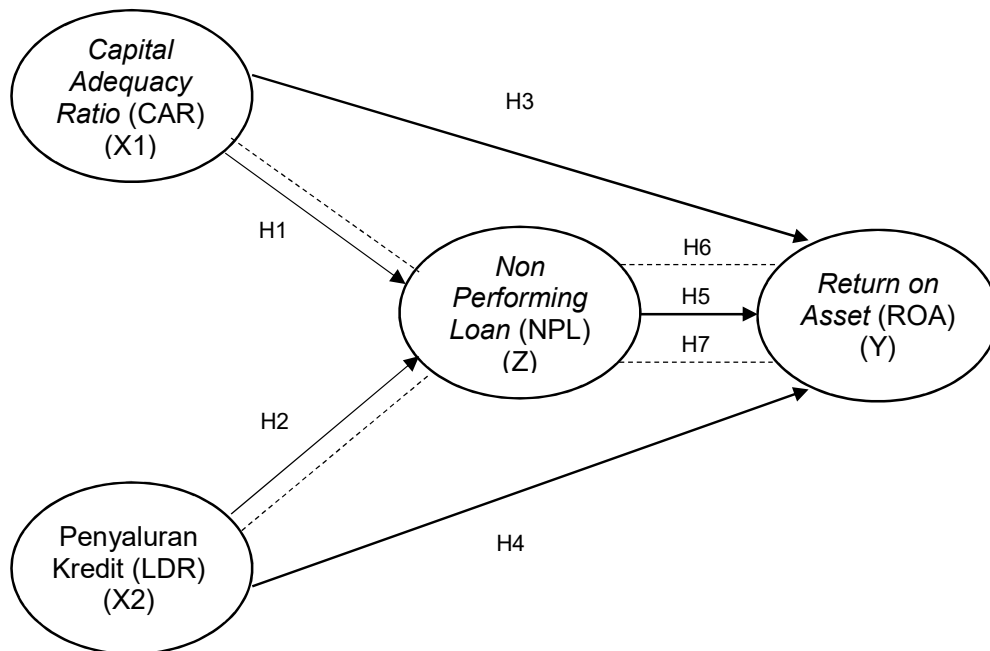 Capital
Adequacy
Ratio (CAR)
(X1)
H3
H1
Non
Performing
Loan (NPL)
(Z)
H6
H5
H7
Return on
Asset (ROA)
(Y)
H2
Penyaluran
Kredit (LDR)
(X2)
H4